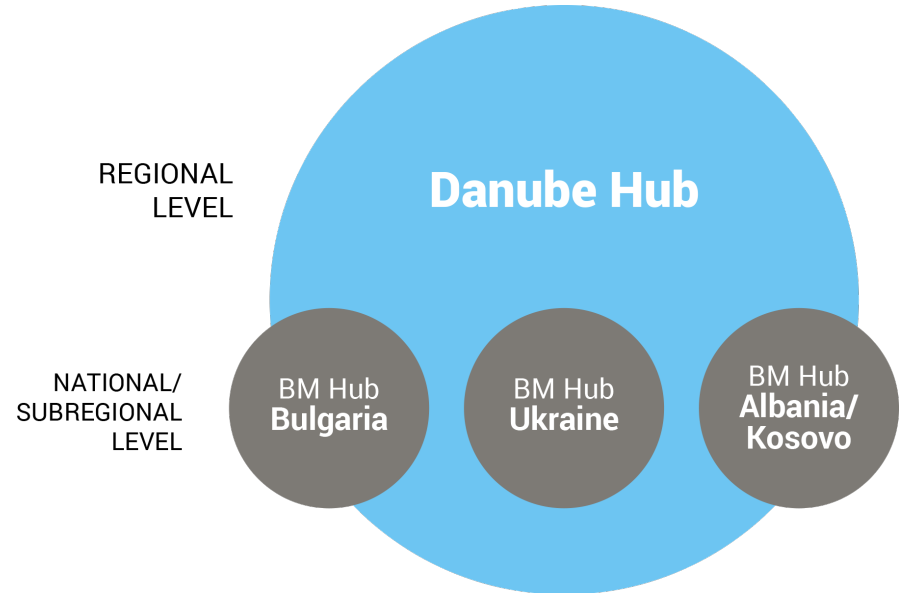 REGIONAL
LEVEL
Danube Hub
NATIONAL/
SUBREGIONAL
LEVEL
BM Hub
Bulgaria
BM Hub
Ukraine
BM Hub
Albania/
Kosovo